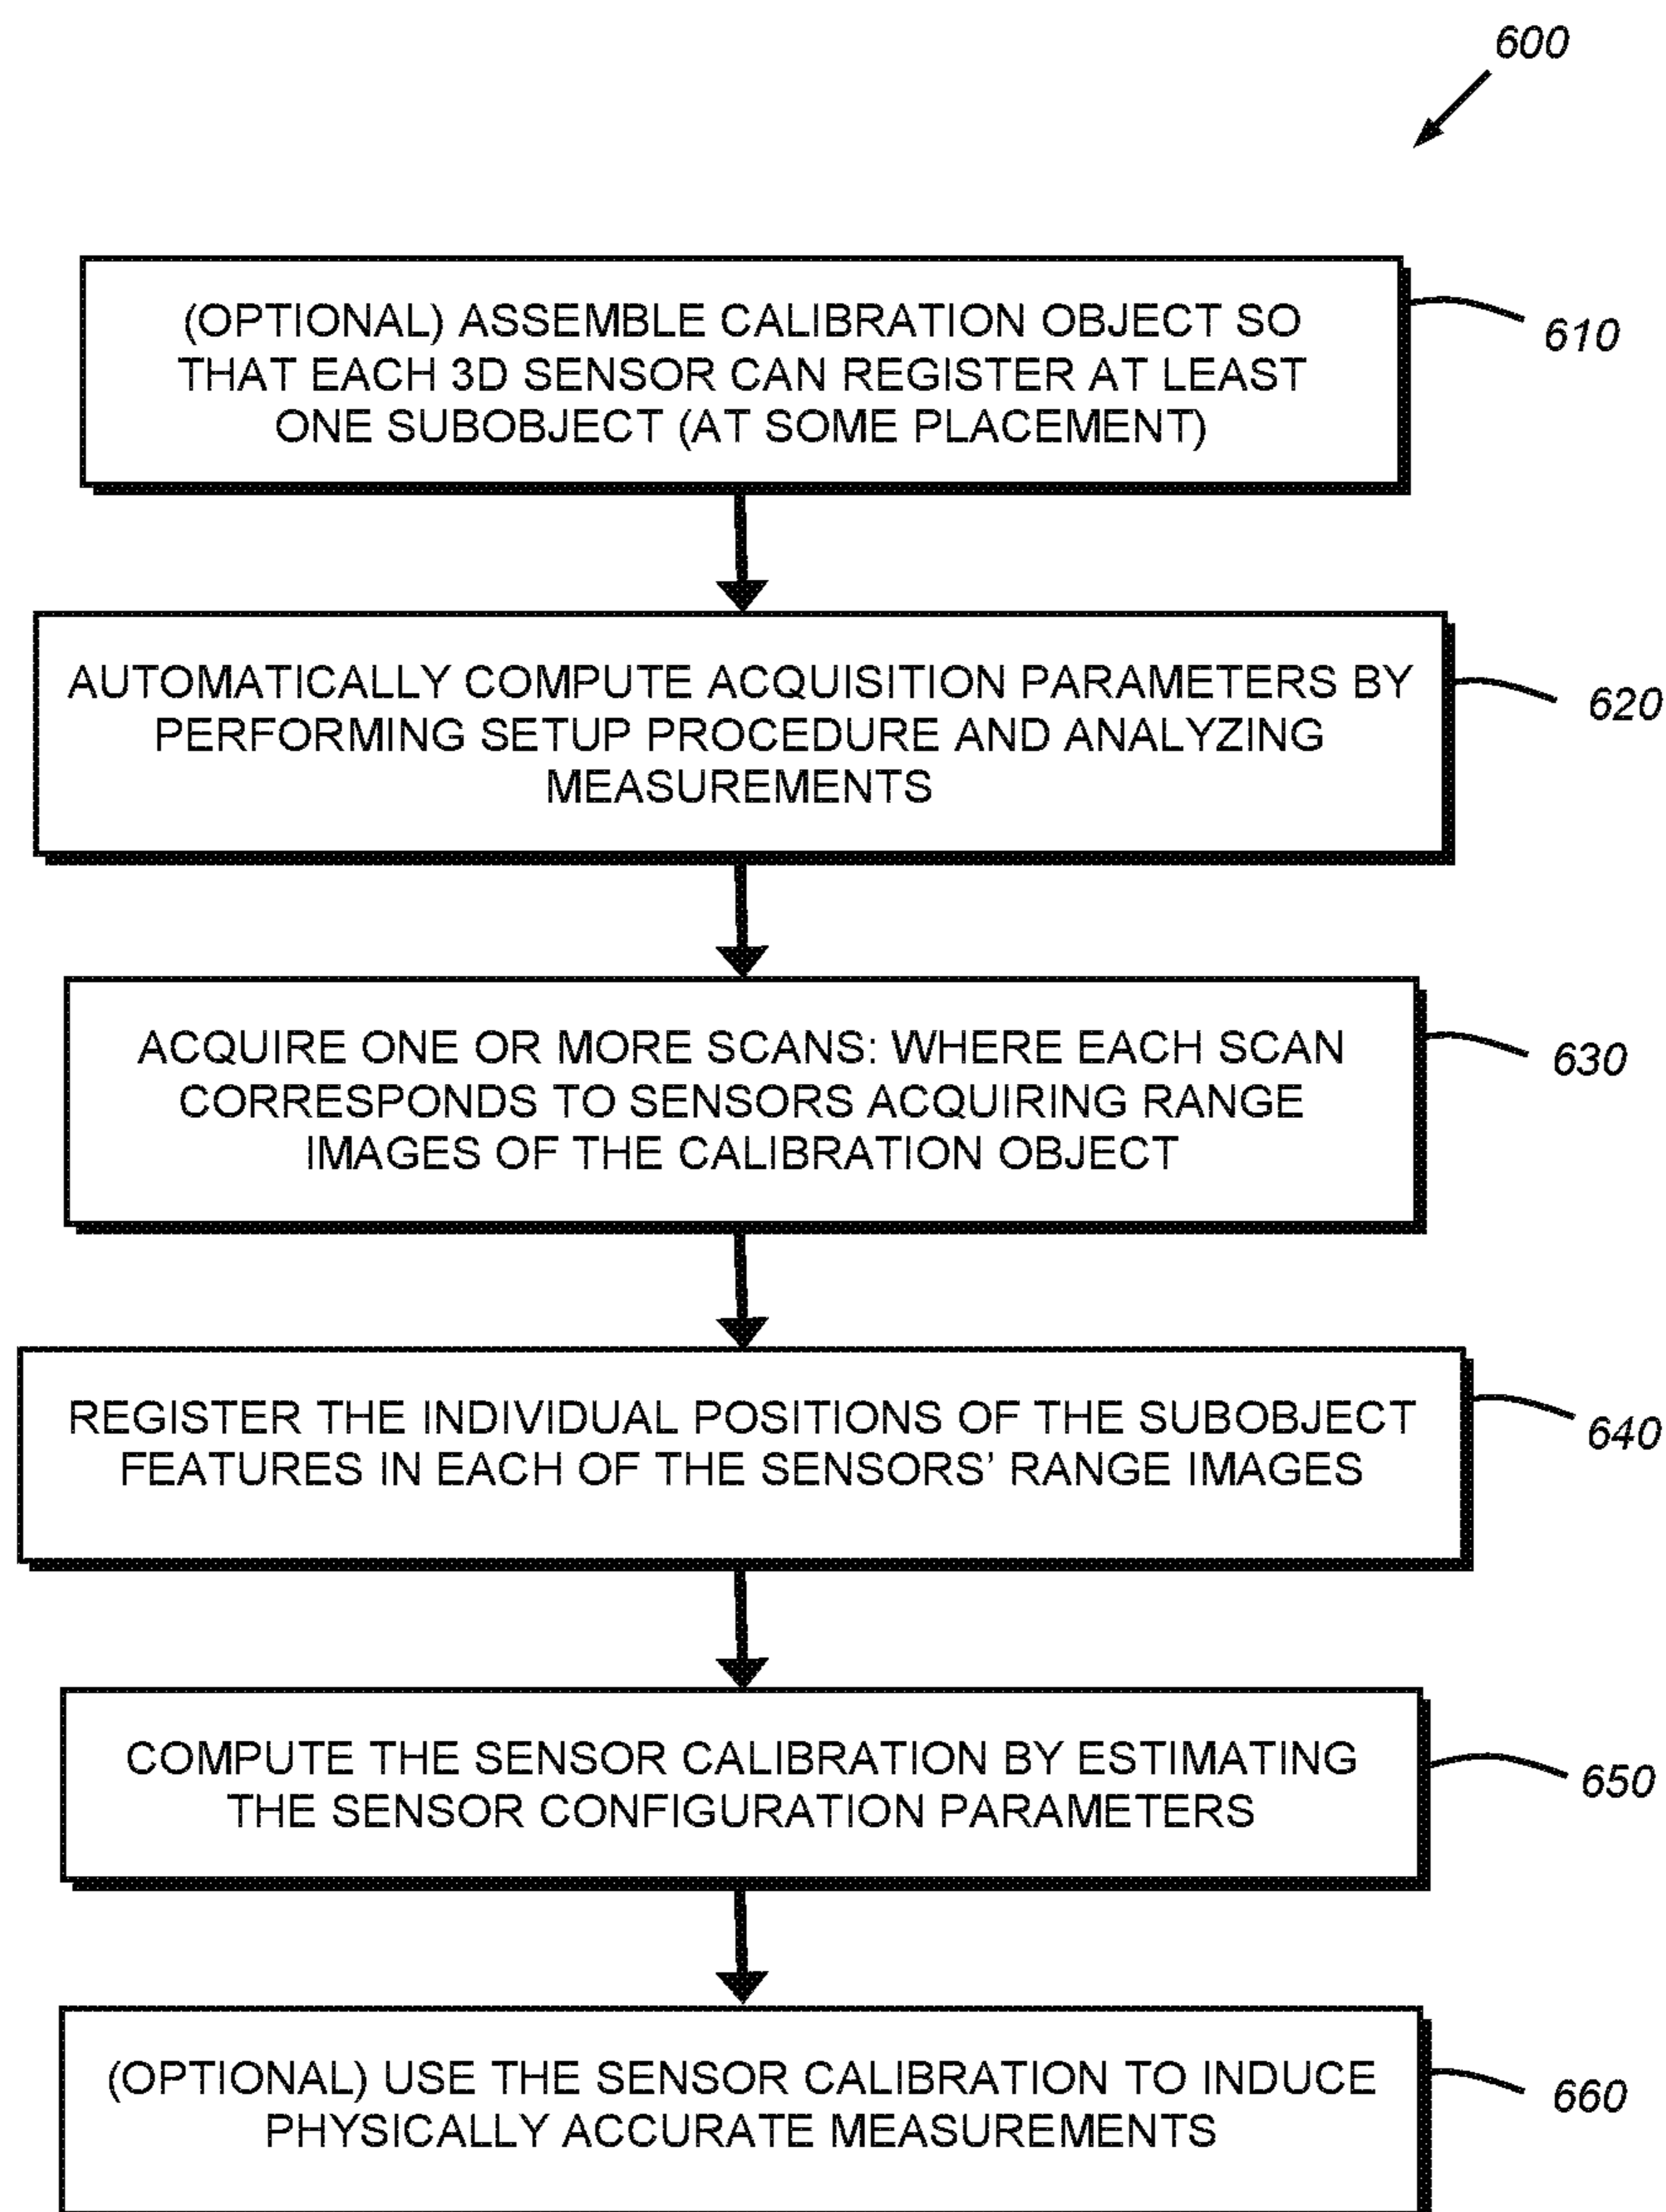 600
(OPTIONAL) ASSEMBLE CALIBRATION OBJECT SO
THAT EACH 3D SENSOR CAN REGISTER AT LEAST
ONE SUBOBJECT (AT SOME PLACEMENT)
610
AUTOMATICALLY COMPUTE ACQUISITION PARAMETERS BY
PERFORMING SETUP PROCEDURE AND ANALYZING
MEASUREMENTS
620
ACQUIRE ONE OR MORE SCANS: WHERE EACH SCAN
CORRESPONDS TO SENSORS ACQUIRING RANGE
IMAGES OF THE CALIBRATION OBJECT
630
REGISTER THE INDIVIDUAL POSITIONS OF THE SUBOBJECT
FEATURES IN EACH OF THE SENSORS’ RANGE IMAGES
640
COMPUTE THE SENSOR CALIBRATION BY ESTIMATING
THE SENSOR CONFIGURATION PARAMETERS
650
(OPTIONAL) USE THE SENSOR CALIBRATION TO INDUCE
PHYSICALLY ACCURATE MEASUREMENTS
660